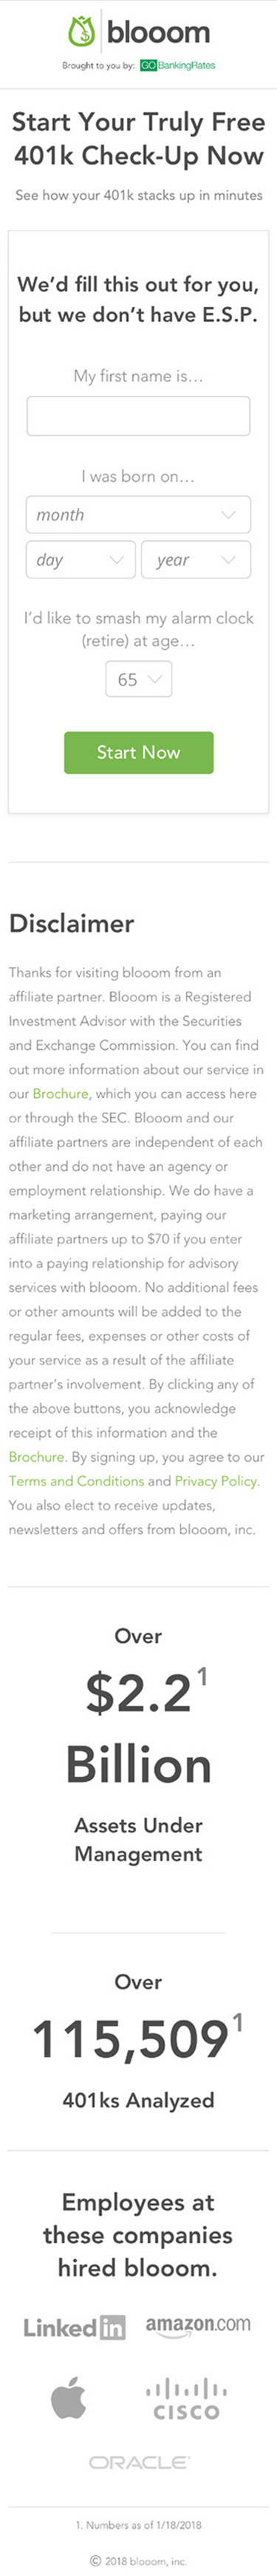 blooom
Brought to you by: GOBankingRates
Start Your Truly Free
401k Check-Up Now
See how your 401k stacks up in minutes
We'd fill this out for you,
but we don't have E.S.P.
My first name is...
I was born on...
month
day year
I'd like to smash my alarm clock
(retire) at age...
65
Start Now
Disclaimer
Thanks for visiting blooom from an
affiliate partner. Blooom is a Registered
Investment Advisor with the Securities
and Exchange Commission. You can find
out more information about our service in
our Brochure, which you can access here
or through the SEC. Blooom and our
affiliate partners are independent of each
other and do not have an agency or
employment relationship. We do have a
marketing arrangement, paying our
affiliate partners up to $70 if you enter
into a paying relationship for advisory
services with blooom. No additional fees
or other amounts will be added to the
regular fees, expenses or other costs of
your service as a result of the affiliate
partner's involvement. By clicking any of
the above buttons, you acknowledge
receipt of this information and the
Brochure. By signing up, you agree to our
Terms and Conditions and Privacy Policy.
You also elect to receive updates,
newsletters and offers from blooom, inc.
Over
$2.2¹
Billion
Assets Under
Management
Over
115,509¹
401ks Analyzed
Employees at
these companies
hired blooom.
Linkedin amazon.com
CISCO
ORACLE
1. Numbers as of 1/18/2018
© 2018 blooom, inc.